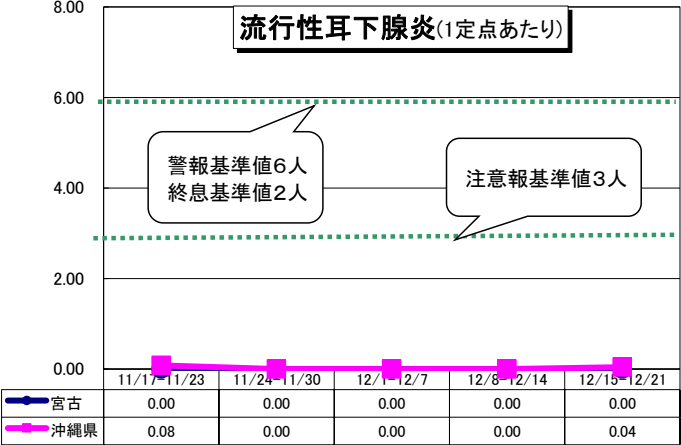 流行性耳下腺炎(1定点あたり)
8.00
6.00
警報基準値6人
終息基準値2人
注意報基準値3人
4.00
2.00
0.00
11/17-11/23 11/24-11/30 12/1-12/7 12/8-12/14 12/15-12/21
宮古 0.00 0.00 0.00 0.00 0.00
沖縄県 0.08 0.00 0.00 0.00 0.04